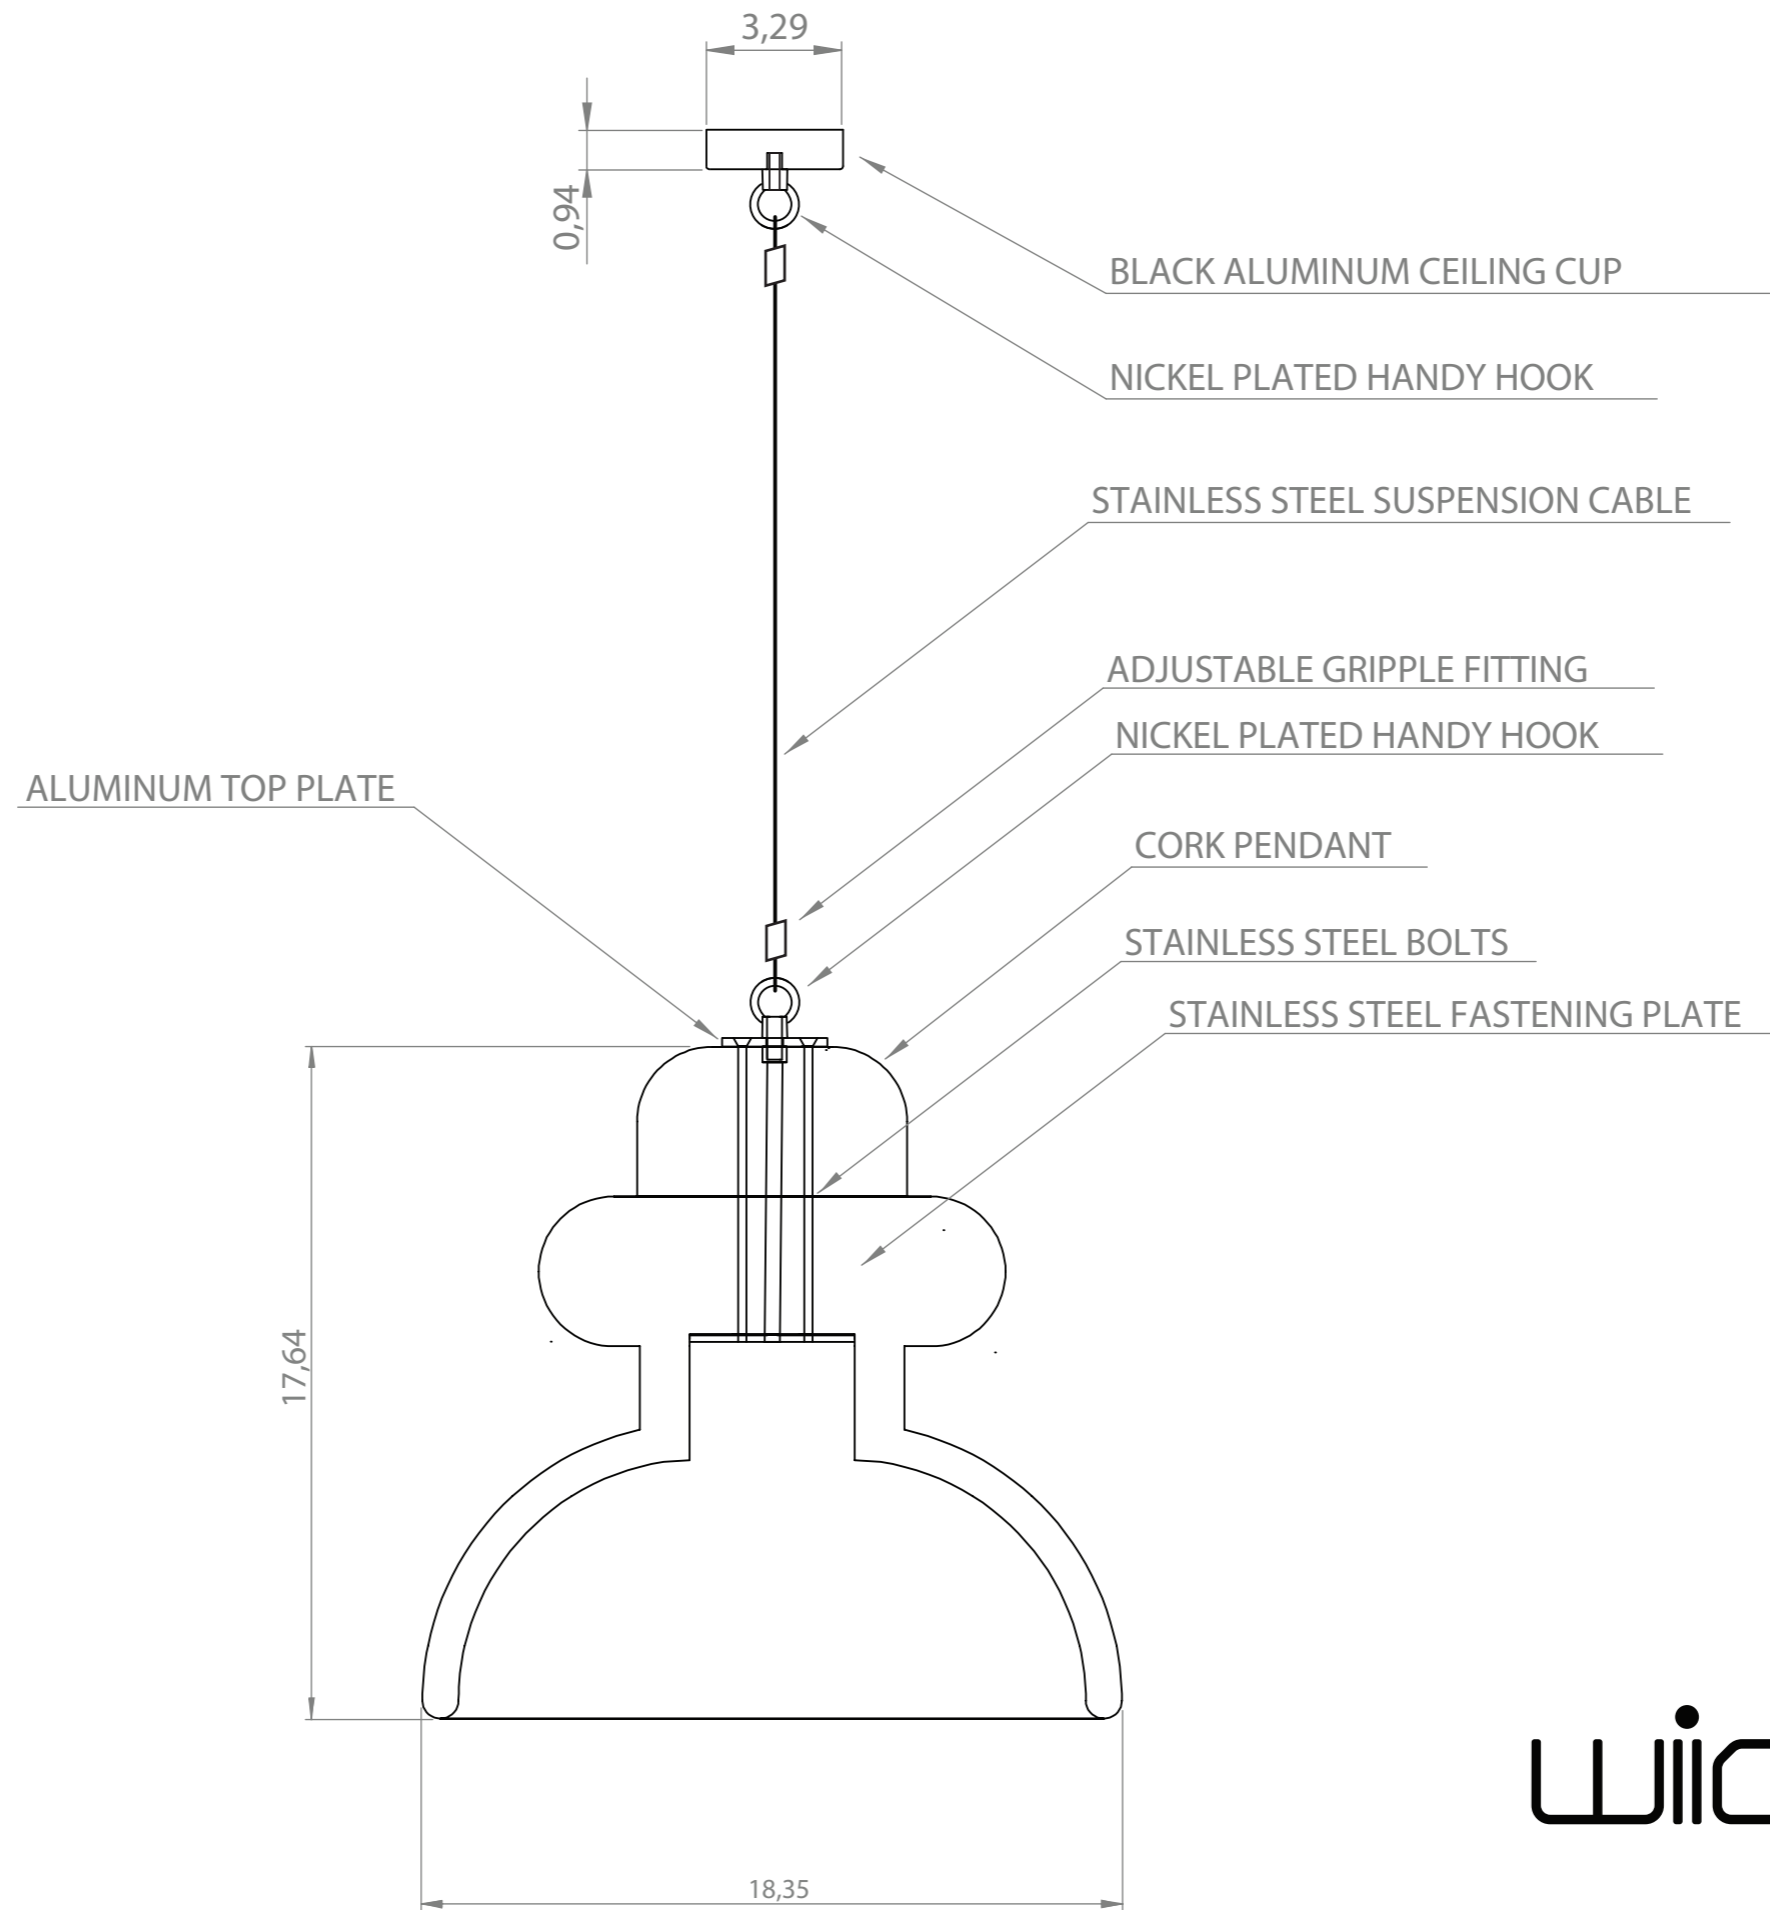 3,29
0,94
BLACK ALUMINUM CEILING CUP
NICKEL PLATED HANDY HOOK
STAINLESS STEEL SUSPENSION CABLE
ADJUSTABLE GRIPPLE FITTING
NICKEL PLATED HANDY HOOK
ALUMINUM TOP PLATE
CORK PENDANT
STAINLESS STEEL BOLTS
STAINLESS STEEL FASTENING PLATE
17,64
18,35